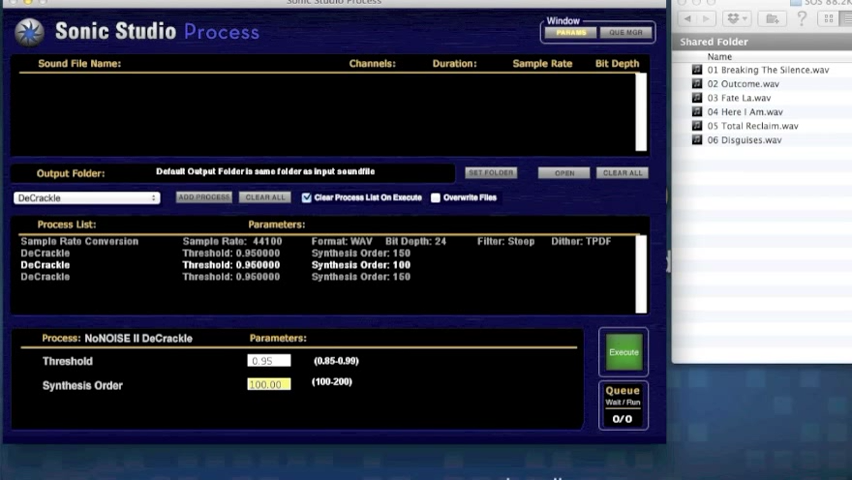 Sonic Studio Process
Sonic Studio Process
Window
PARAMS
QUE MGR
Sound File Name:
Channels:
Duration:
Sample Rate
Bit Depth
Output Folder:
Default Output Folder is same folder as input soundfile
SET FOLDER
OPEN
CLEAR ALL
DeCrackle
ADD PROCESS
CLEAR ALL
Clear Process List On Execute
Overwrite Files
Process List:
Parameters:
Sample Rate Conversion Sample Rate: 44100 Format: WAV Bit Depth: 24 Filter: Steep Dither: TPDF
DeCrackle Threshold: 0.950000 Synthesis Order: 150
DeCrackle Threshold: 0.950000 Synthesis Order: 100
DeCrackle Threshold: 0.950000 Synthesis Order: 150
Process: NoNOISE II DeCrackle
Parameters:
Threshold 0.95 (0.85-0.99)
Synthesis Order 100.00 (100-200)
Execute
Queue
Wait / Run
0/0
SOS 88.2K
Shared Folder
Name
01 Breaking The Silence.wav
02 Outcome.wav
03 Fate La.wav
04 Here I Am.wav
05 Total Reclaim.wav
06 Disguises.wav